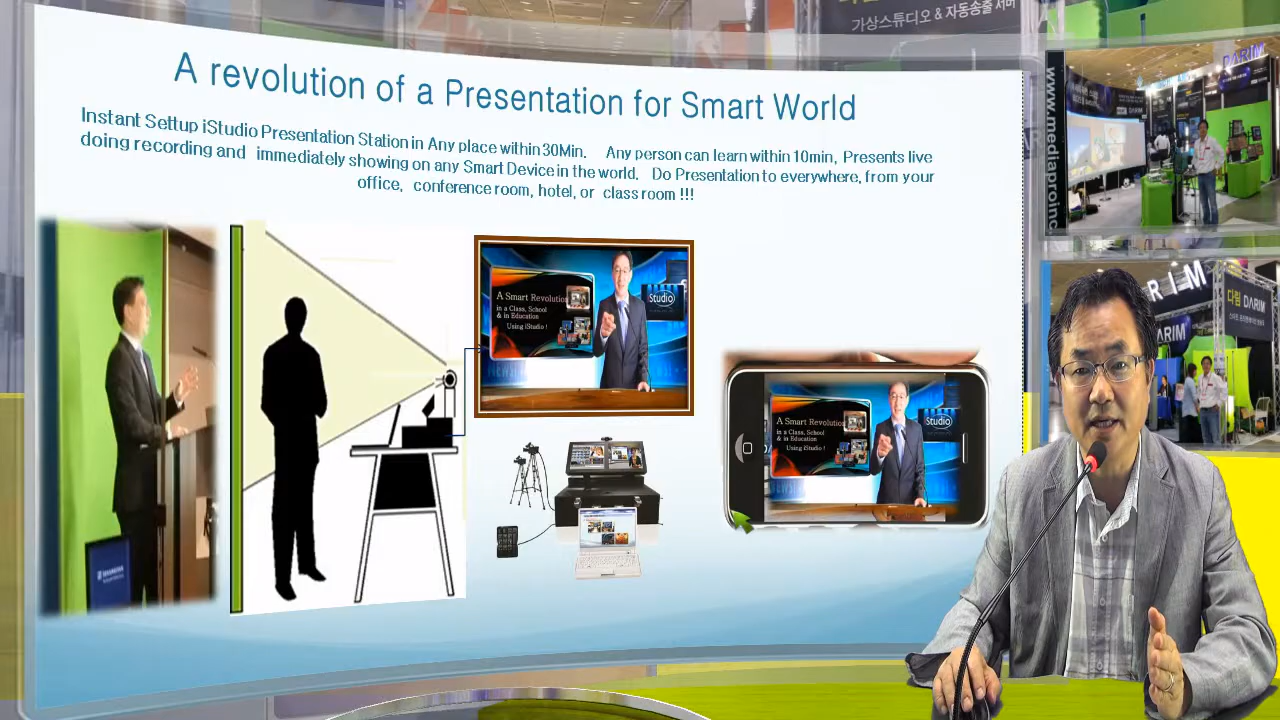 가상스튜디오 & 자동송출 서버
A revolution of a Presentation for Smart World
Instant Settup iStudio Presentation Station in Any place within 30Min. Any person can learn within 10min, Presents live
doing recording and immediately showing on any Smart Device in the world. Do Presentation to everywhere, from your
office, conference room, hotel, or class room !!!
A Smart Revolution
in a Class, School
& in Education
Using iStudio !
iStudio
A Smart Revolution
in a Class, School
& in Education
Using iStudio !
iStudio
DARIM
www.mediaproinc.
RIM
다림 DARIM
DARIM